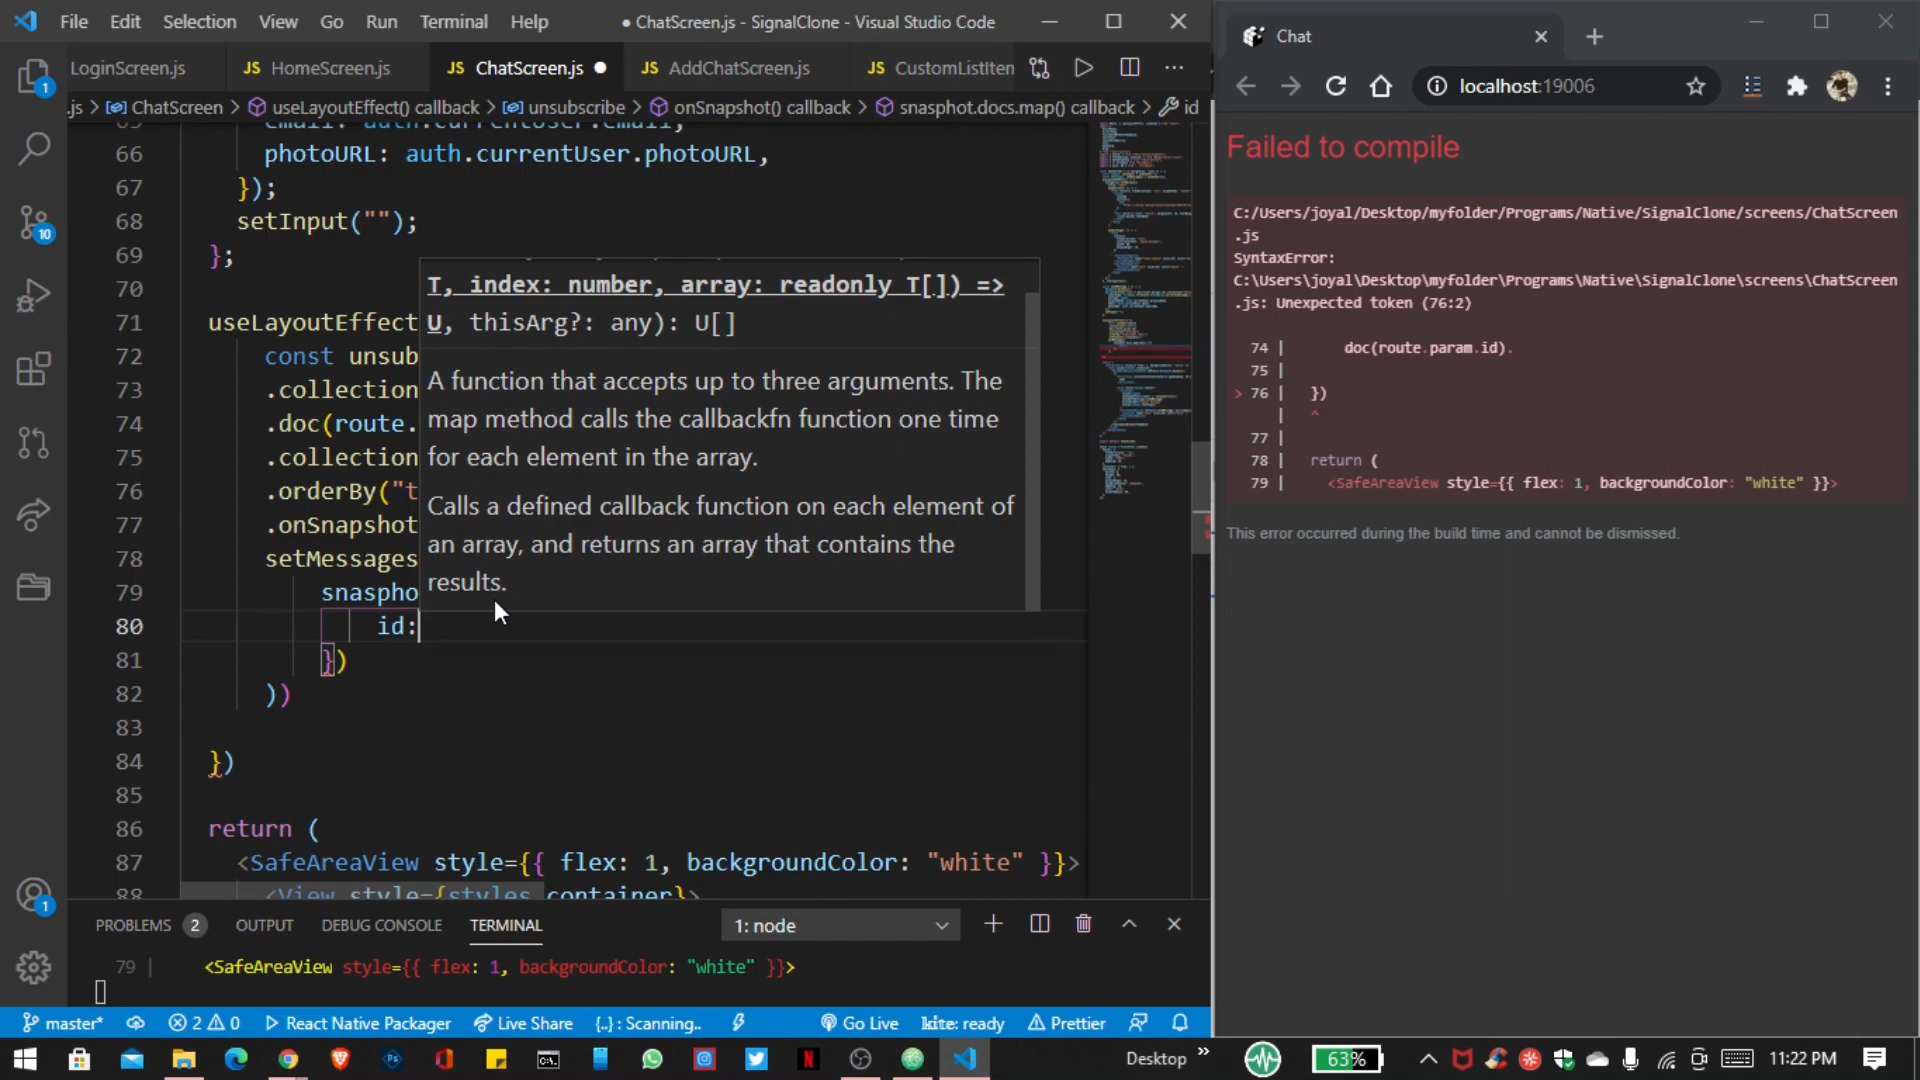 File Edit Selection View Go Run Terminal Help
● ChatScreen.js - SignalClone - Visual Studio Code
LoginScreen.js JS HomeScreen.js JS ChatScreen.js ● JS AddChatScreen.js JS CustomListIten
.js > ChatScreen > useLayoutEffect() callback > unsubscribe > onSnapshot() callback > snasphot.docs.map() callback > id
66 photoURL: auth.currentUser.photoURL,
67 });
68 setInput("");
69 };
70
71 useLayoutEffect
72 const unsub
73 .collection
74 .doc(route.
75 .collection
76 .orderBy("t
77 .onSnapshot
78 setMessages
79 snaspho
80 id:
81 })
82 ))
83
84 })
85
86 return (
87 <SafeAreaView style={{ flex: 1, backgroundColor: "white" }}>
88 <View style={styles.container}>
T, index: number, array: readonly T[]) =>
U, thisArg?: any): U[]
A function that accepts up to three arguments. The
map method calls the callbackfn function one time
for each element in the array.
Calls a defined callback function on each element of
an array, and returns an array that contains the
results.
PROBLEMS 2 OUTPUT DEBUG CONSOLE TERMINAL 1: node
79 | <SafeAreaView style={{ flex: 1, backgroundColor: "white" }}>
master* 2 0 React Native Packager Live Share {..} : Scanning.. Go Live kite: ready Prettier
Chat
localhost:19006
Failed to compile
C:/Users/joyal/Desktop/myfolder/Programs/Native/SignalClone/screens/ChatScreen
.js
SyntaxError:
C:\Users\joyal\Desktop\myfolder\Programs\Native\SignalClone\screens\ChatScreen
.js: Unexpected token (76:2)
74 | doc(route.param.id).
75 |
> 76 | })
| ^
77 |
78 | return (
79 | <SafeAreaView style={{ flex: 1, backgroundColor: "white" }}>
This error occurred during the build time and cannot be dismissed.
1
10
1
Desktop » 63% 11:22 PM